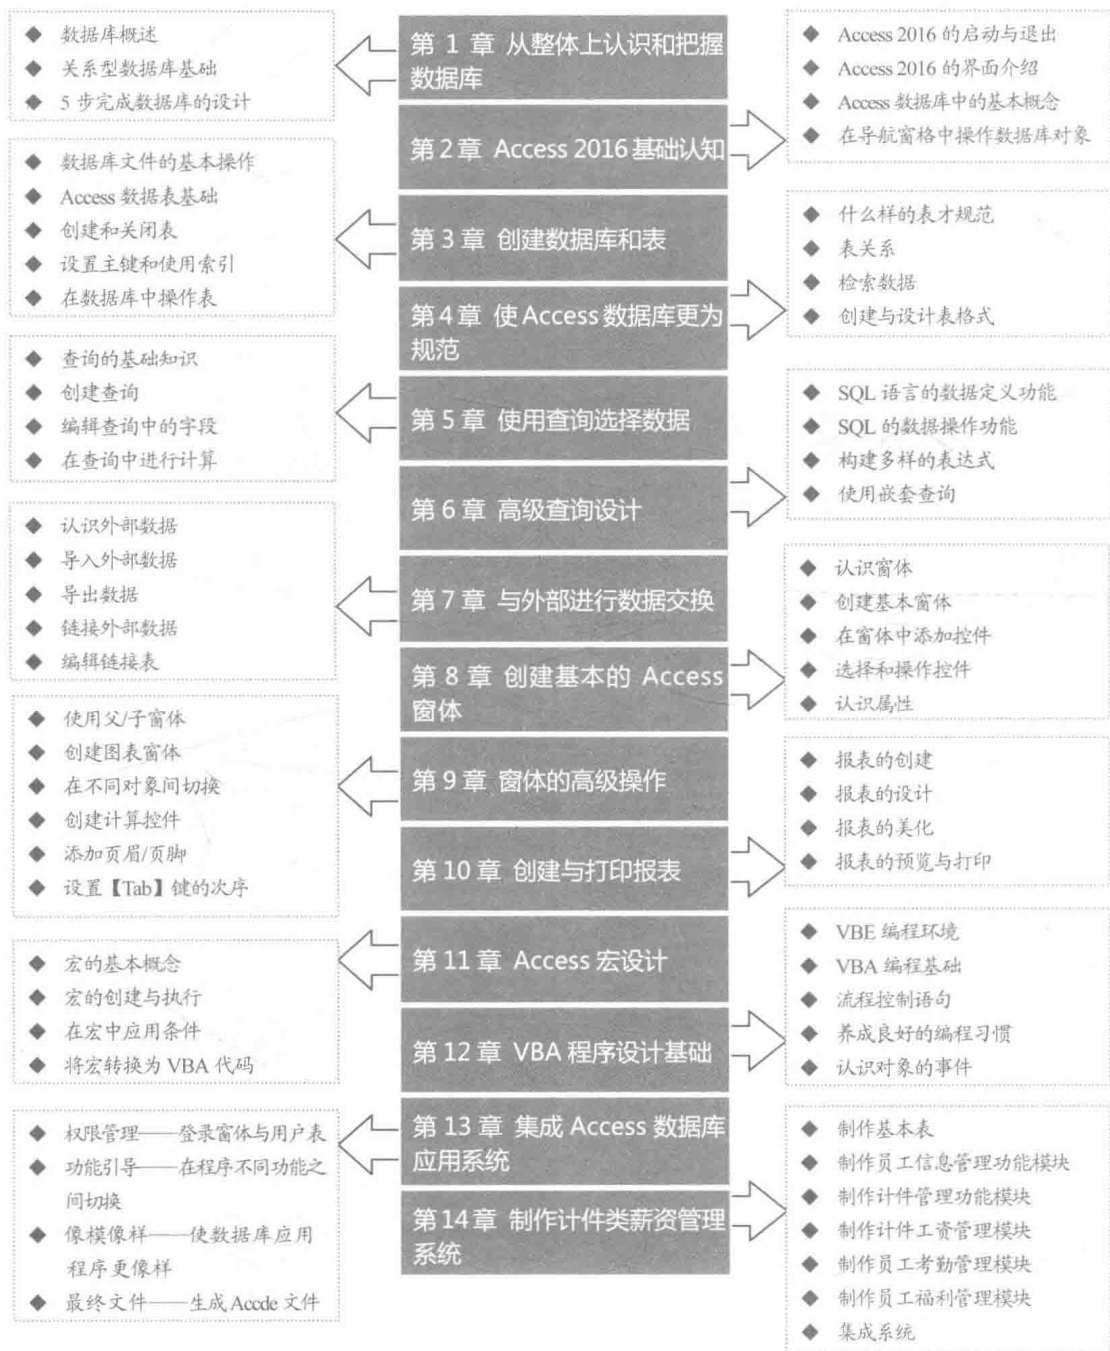 第 1 章 从整体上认识和把握
数据库
◆ 数据库概述
◆ 关系型数据库基础
◆ 5 步完成数据库的设计
第 2 章 Access 2016 基础认知
◆ Access 2016 的启动与退出
◆ Access 2016 的界面介绍
◆ Access 数据库中的基本概念
◆ 在导航窗格中操作数据库对象
第 3 章 创建数据库和表
◆ 数据库文件的基本操作
◆ Access 数据表基础
◆ 创建和关闭表
◆ 设置主键和使用索引
◆ 在数据库中操作表
第 4 章 使 Access 数据库更为
规范
◆ 什么样的表才规范
◆ 表关系
◆ 检索数据
◆ 创建与设计表格式
第 5 章 使用查询选择数据
◆ 查询的基础知识
◆ 创建查询
◆ 编辑查询中的字段
◆ 在查询中进行计算
第 6 章 高级查询设计
◆ SQL 语言的数据定义功能
◆ SQL 的数据操作功能
◆ 构建多样的表达式
◆ 使用嵌套查询
第 7 章 与外部进行数据交换
◆ 认识外部数据
◆ 导入外部数据
◆ 导出数据
◆ 链接外部数据
◆ 编辑链接表
第 8 章 创建基本的 Access
窗体
◆ 认识窗体
◆ 创建基本窗体
◆ 在窗体中添加控件
◆ 选择和操作控件
◆ 认识属性
第 9 章 窗体的高级操作
◆ 使用父/子窗体
◆ 创建图表窗体
◆ 在不同对象间切换
◆ 创建计算控件
◆ 添加页眉/页脚
◆ 设置【Tab】键的次序
第 10 章 创建与打印报表
◆ 报表的创建
◆ 报表的设计
◆ 报表的美化
◆ 报表的预览与打印
第 11 章 Access 宏设计
◆ 宏的基本概念
◆ 宏的创建与执行
◆ 在宏中应用条件
◆ 将宏转换为 VBA 代码
第 12 章 VBA 程序设计基础
◆ VBE 编程环境
◆ VBA 编程基础
◆ 流程控制语句
◆ 养成良好的编程习惯
◆ 认识对象的事件
第 13 章 集成 Access 数据库
应用系统
◆ 权限管理——登录窗体与用户表
◆ 功能引导——在程序不同功能之
间切换
◆ 像模像样——使数据库应用
程序更像样
◆ 最终文件——生成 Accde 文件
第 14 章 制作计件类薪资管理
系统
◆ 制作基本表
◆ 制作员工信息管理功能模块
◆ 制作计件管理功能模块
◆ 制作计件工资管理模块
◆ 制作员工考勤管理模块
◆ 制作员工福利管理模块
◆ 集成系统